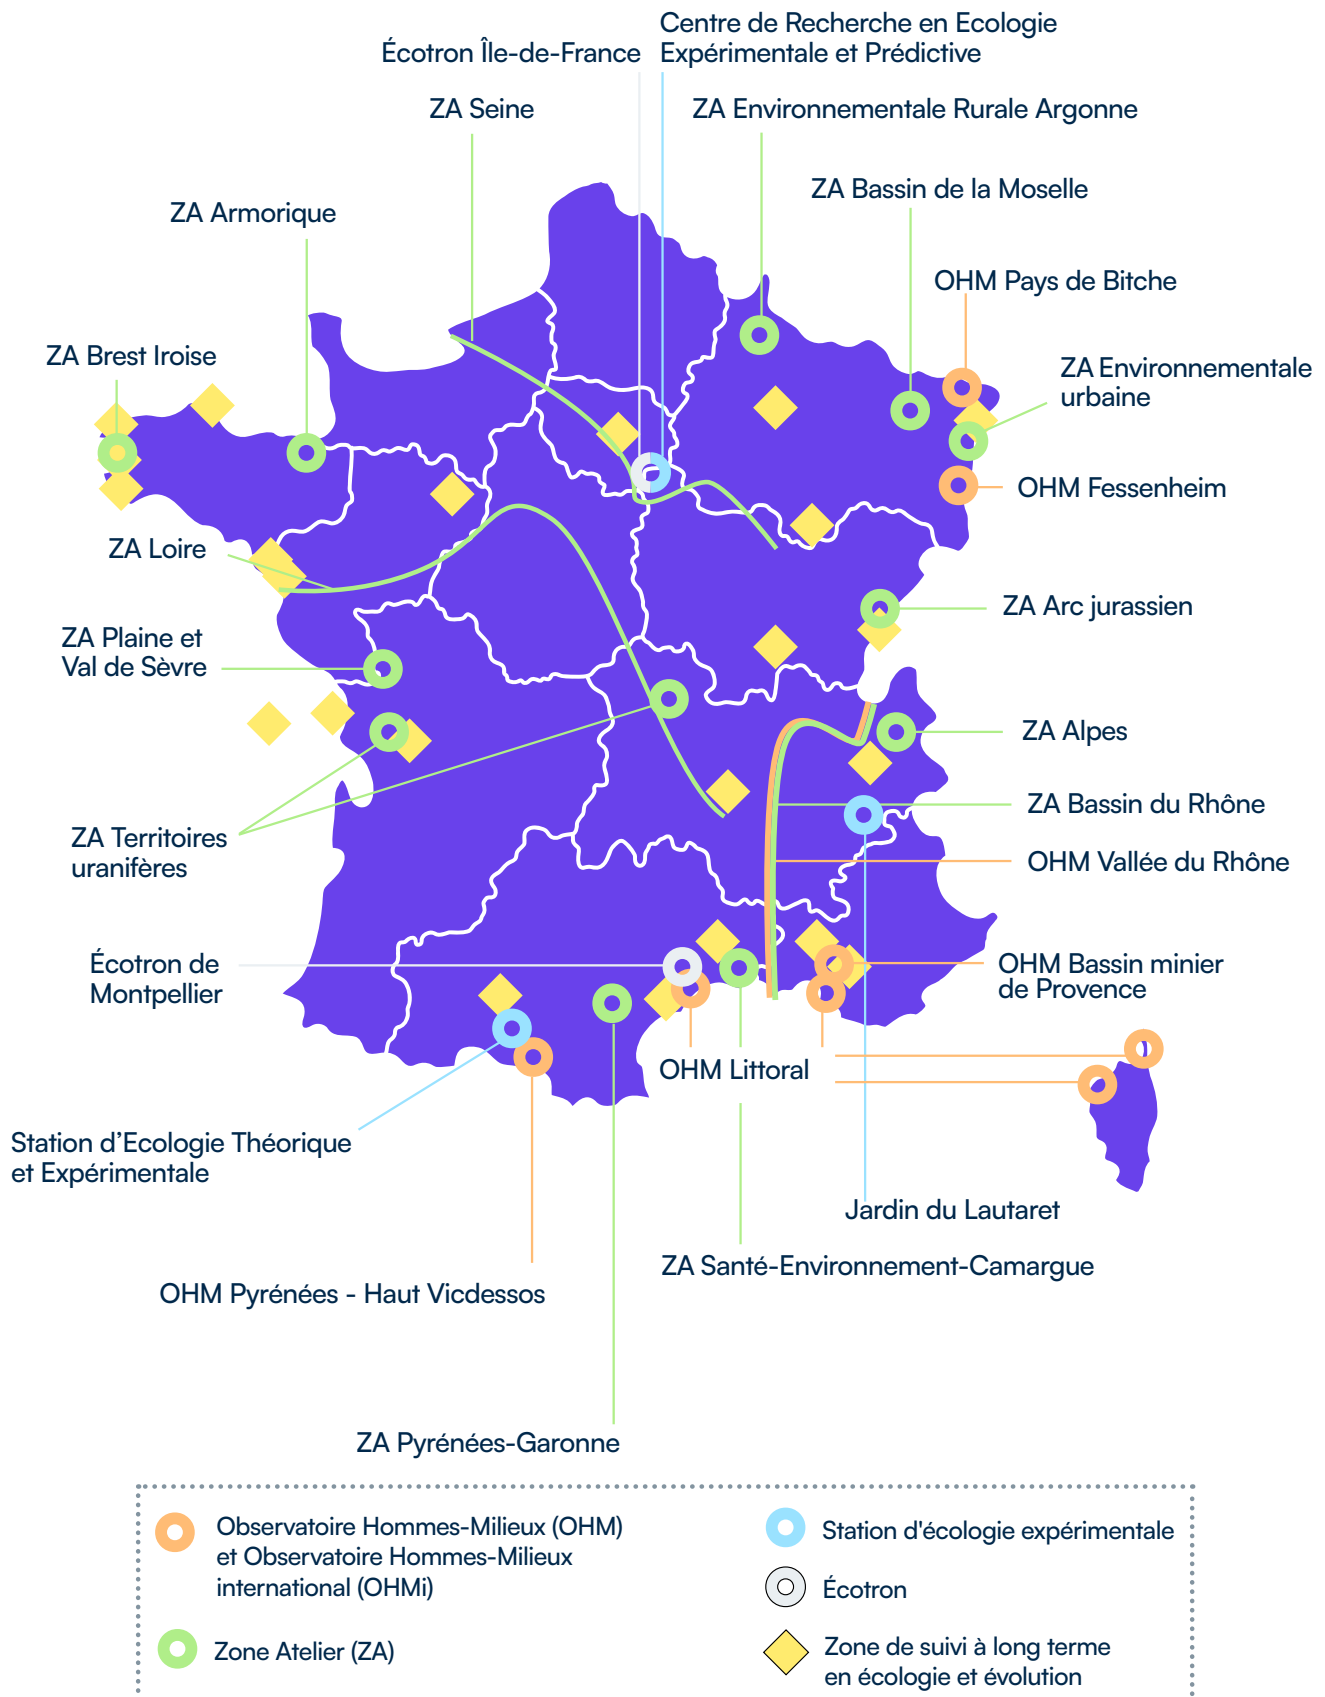 Centre de Recherche en Ecologie
Expérimentale et Prédictive
Écotron Île-de-France
ZA Seine
ZA Environnementale Rurale Argonne
ZA Bassin de la Moselle
ZA Armorique
OHM Pays de Bitche
ZA Brest Iroise
ZA Environnementale
urbaine
OHM Fessenheim
ZA Loire
ZA Arc jurassien
ZA Plaine et
Val de Sèvre
ZA Alpes
ZA Bassin du Rhône
ZA Territoires
uranifères
OHM Vallée du Rhône
Écotron de
Montpellier
OHM Bassin minier
de Provence
OHM Littoral
Station d’Ecologie Théorique
et Expérimentale
Jardin du Lautaret
ZA Santé-Environnement-Camargue
OHM Pyrénées - Haut Vicdessos
ZA Pyrénées-Garonne
Observatoire Hommes-Milieux (OHM)
et Observatoire Hommes-Milieux
international (OHMi)
Zone Atelier (ZA)
Station d'écologie expérimentale
Écotron
Zone de suivi à long terme
en écologie et évolution